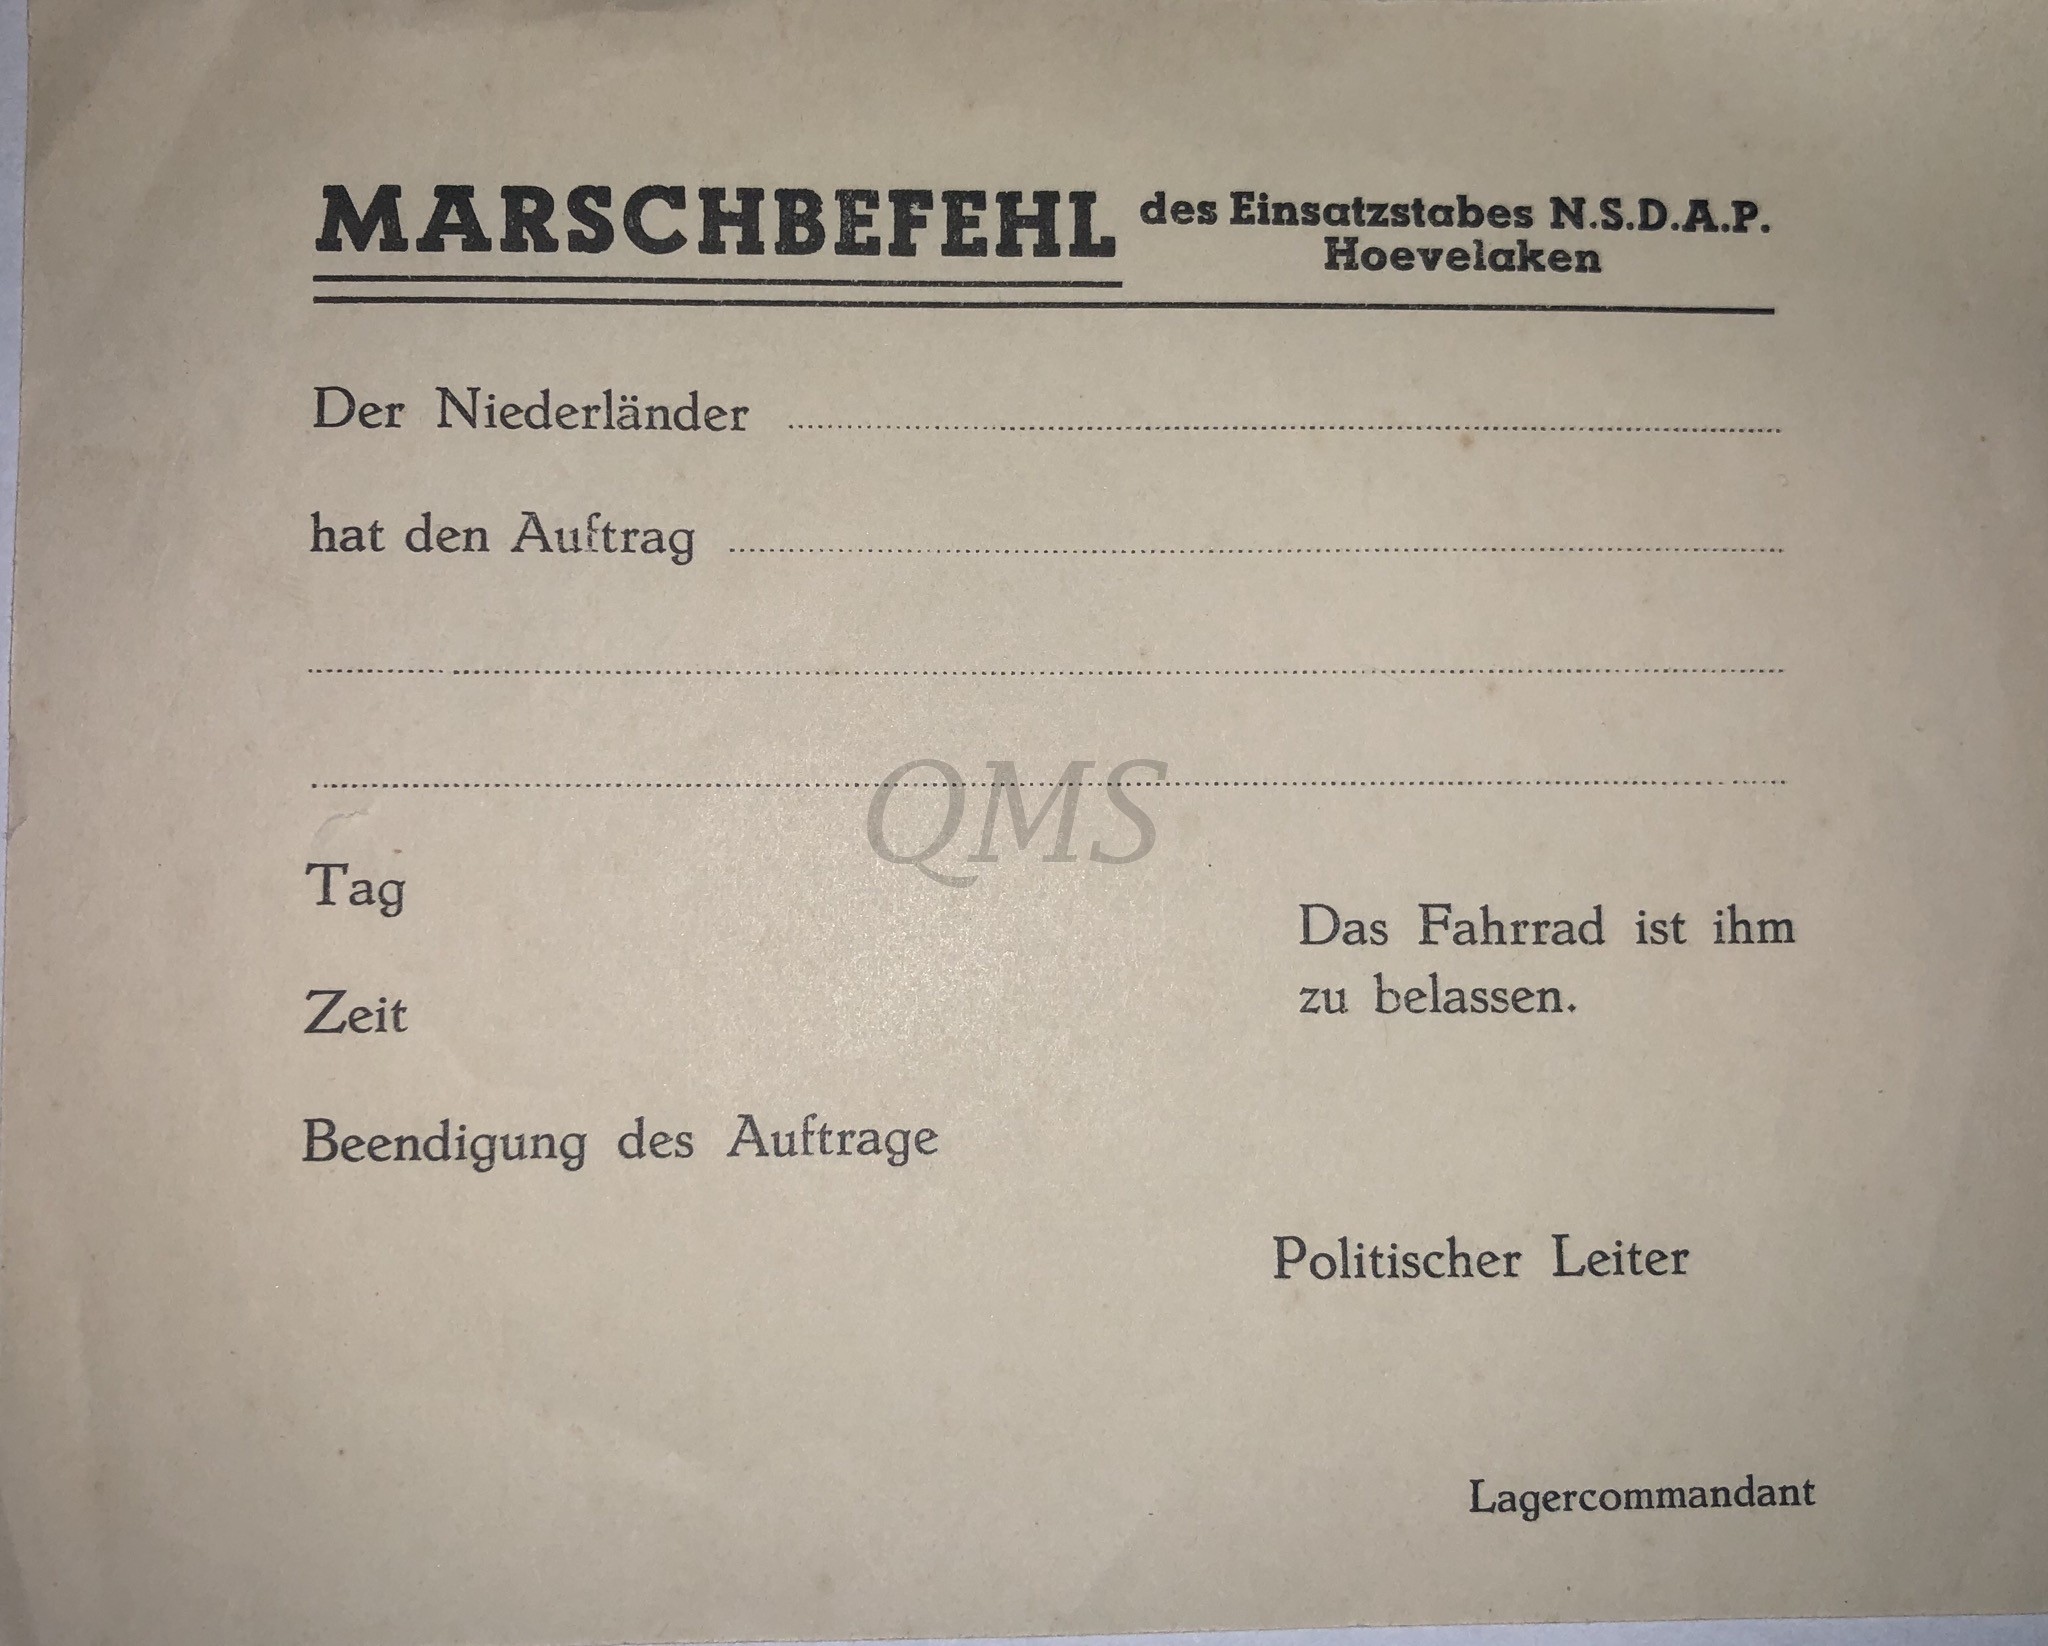 MARSCHBEFEHL des Einsatzstabes N.S.D.A.P.
Hoevelaken
Der Niederländer
hat den Auftrag
QMS
Tag
Das Fahrrad ist ihm
zu belassen.
Zeit
Beendigung des Auftrage
Politischer Leiter
Lagercommandant